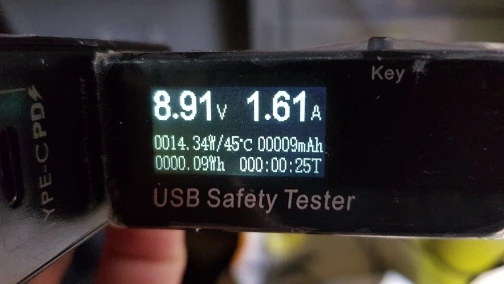 Key
8.91V 1.61A
0014.34W/45°C 00009mAh
0000.09Wh 000:00:25T
USB Safety Tester
YPE-C PD